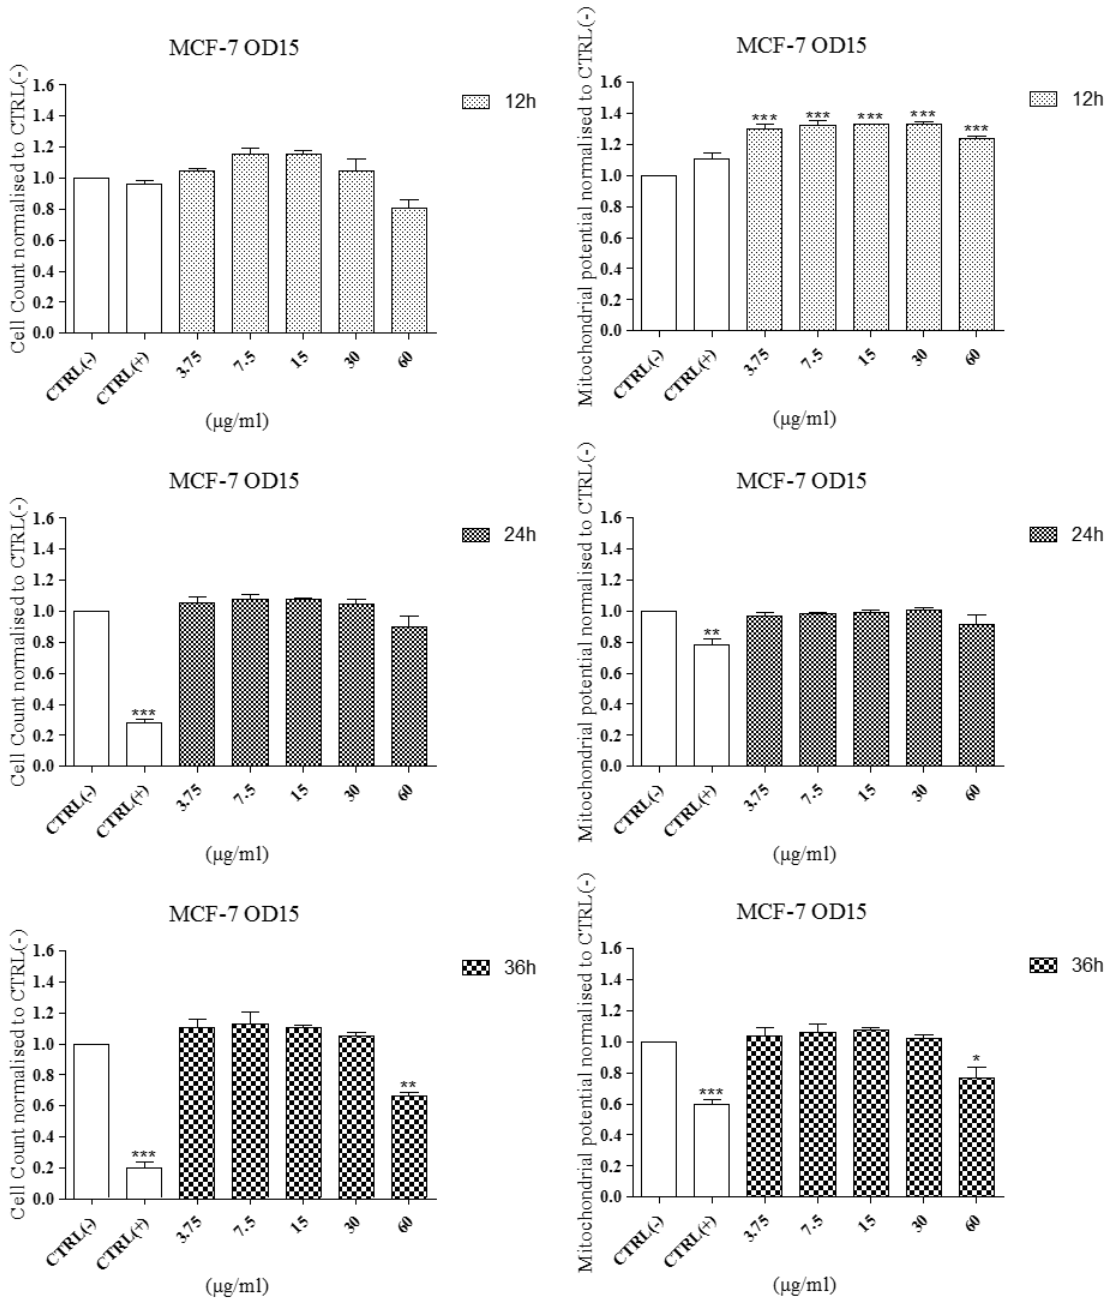 MCF-7 OD15
Cell Count normalised to CTRL(-)
1.6
1.4
1.2
1.0
0.8
0.6
0.4
0.2
0.0
CTRL(-) CTRL(+) 3.75 7.5 15 30 60
(µg/ml)
12h
MCF-7 OD15
Mitochondrial potential normalised to CTRL(-)
1.6
1.4
1.2
1.0
0.8
0.6
0.4
0.2
0.0
*** *** *** *** ***
CTRL(-) CTRL(+) 3.75 7.5 15 30 60
(µg/ml)
12h
MCF-7 OD15
Cell Count normalised to CTRL(-)
1.6
1.4
1.2
1.0
0.8
0.6
0.4
0.2
0.0
***
CTRL(-) CTRL(+) 3.75 7.5 15 30 60
(µg/ml)
24h
MCF-7 OD15
Mitochondrial potential normalised to CTRL(-)
1.6
1.4
1.2
1.0
0.8
0.6
0.4
0.2
0.0
**
CTRL(-) CTRL(+) 3.75 7.5 15 30 60
(µg/ml)
24h
MCF-7 OD15
Cell Count normalised to CTRL(-)
1.6
1.4
1.2
1.0
0.8
0.6
0.4
0.2
0.0
*** **
CTRL(-) CTRL(+) 3.75 7.5 15 30 60
(µg/ml)
36h
MCF-7 OD15
Mitochondrial potential normalised to CTRL(-)
1.6
1.4
1.2
1.0
0.8
0.6
0.4
0.2
0.0
*** *
CTRL(-) CTRL(+) 3.75 7.5 15 30 60
(µg/ml)
36h